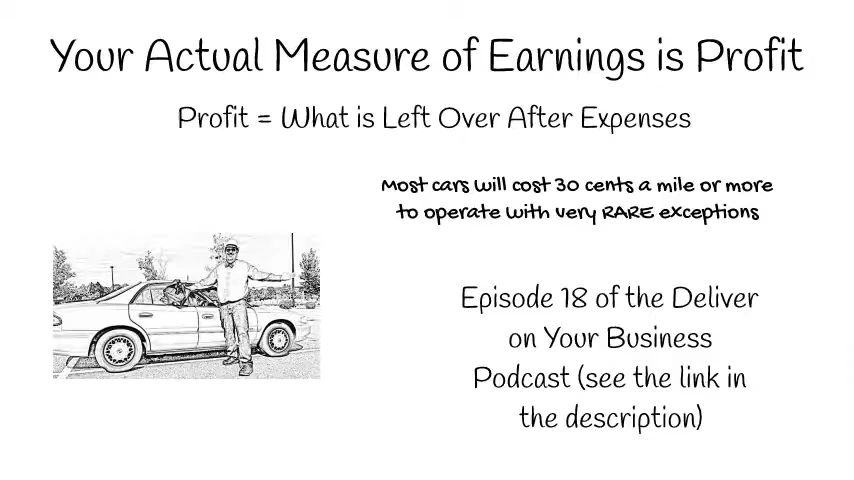 Your Actual Measure of Earnings is Profit
Profit = What is Left Over After Expenses
Most cars will cost 30 cents a mile or more
to operate with very RARE exceptions
Episode 18 of the Deliver
on Your Business
Podcast (see the link in
the description)